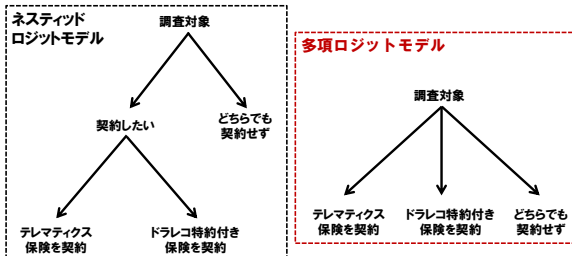 ネスティッド
ロジットモデル
調査対象
契約したい
どちらでも
契約せず
テレマティクス
保険を契約
ドラレコ特約付き
保険を契約
多項ロジットモデル
調査対象
テレマティクス
保険を契約
ドラレコ特約付き
保険を契約
どちらでも
契約せず